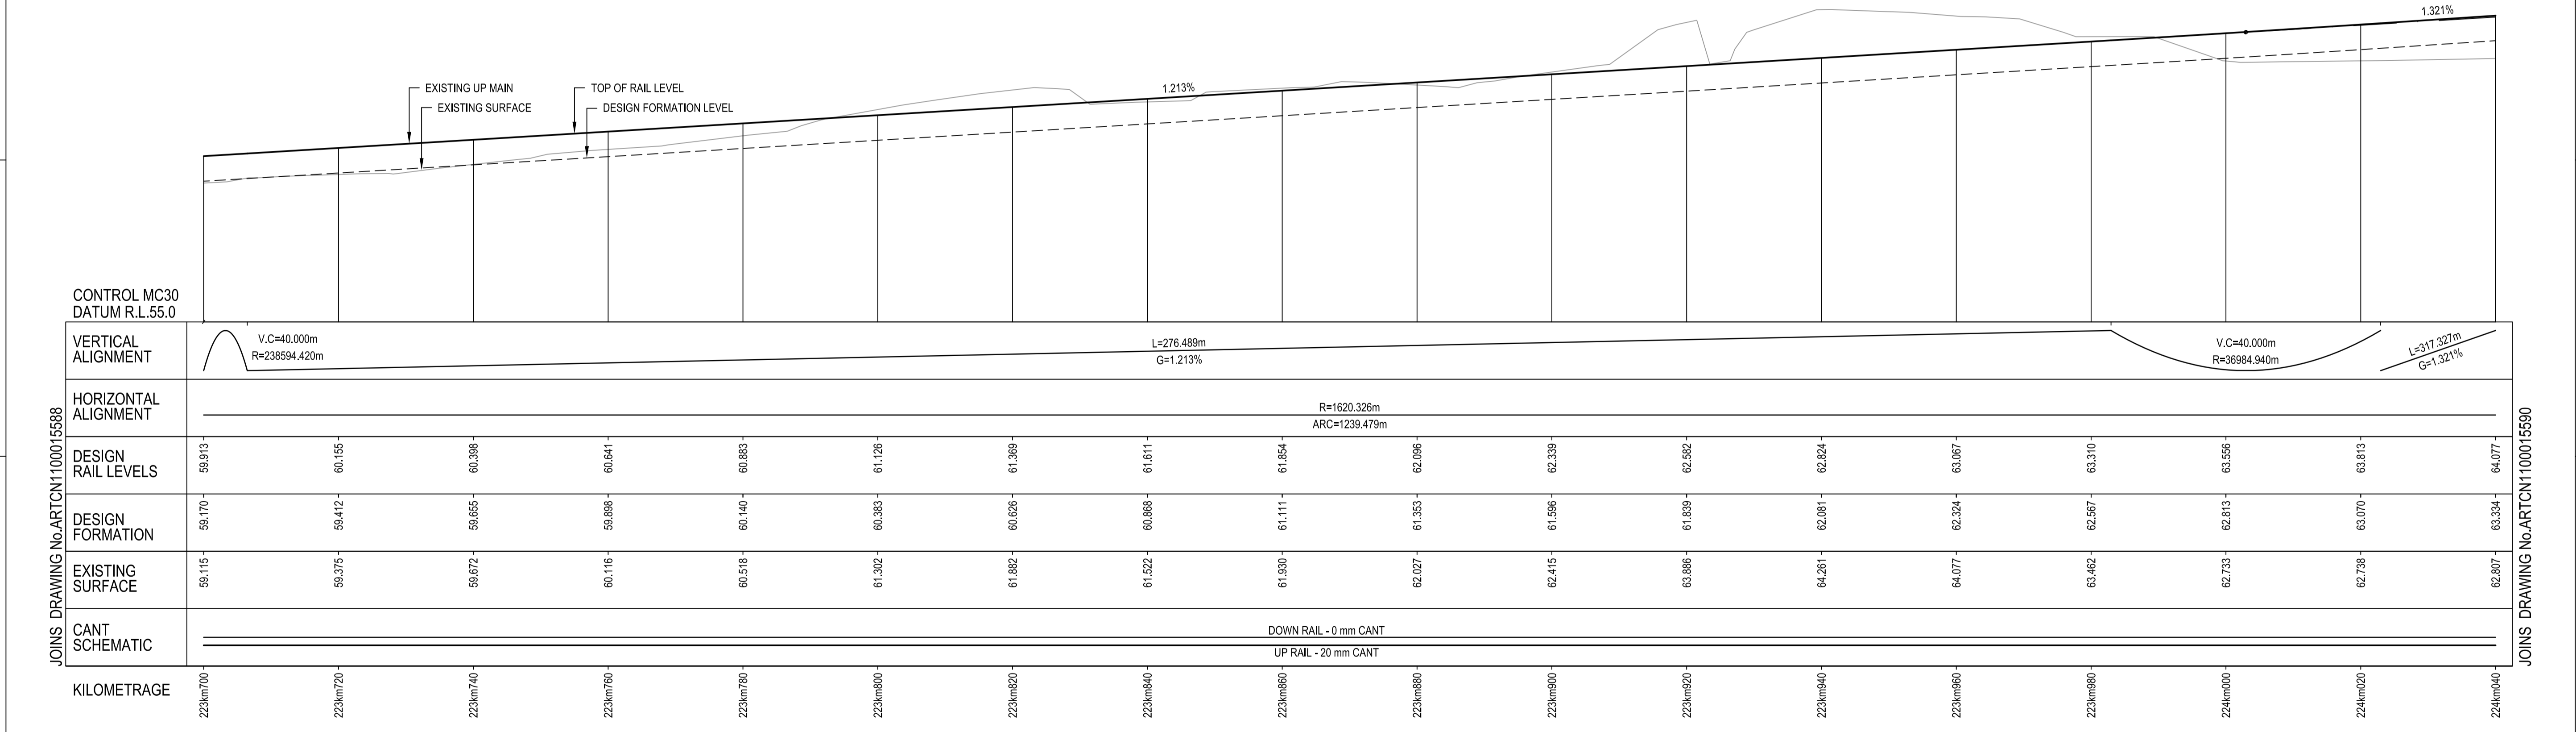 1.321%
EXISTING UP MAIN
TOP OF RAIL LEVEL
1.213%
EXISTING SURFACE
DESIGN FORMATION LEVEL
CONTROL MC30
DATUM R.L.55.0
VERTICAL
ALIGNMENT
V.C=40.000m
R=238594.420m
L=276.489m
G=1.213%
V.C=40.000m
R=36984.940m
L=317.327m
G=1.321%
HORIZONTAL
ALIGNMENT
R=1620.326m
ARC=1239.479m
DESIGN
RAIL LEVELS
59.913
60.155
60.398
60.641
60.883
61.126
61.369
61.611
61.854
62.096
62.339
62.582
62.824
63.067
63.310
63.556
63.813
64.077
DESIGN
FORMATION
59.170
59.412
59.655
59.898
60.140
60.383
60.626
60.868
61.111
61.353
61.596
61.839
62.081
62.324
62.567
62.813
63.070
63.334
EXISTING
SURFACE
59.115
59.375
59.672
60.116
60.518
61.302
61.882
61.522
61.930
62.027
62.415
63.886
64.261
64.077
63.462
62.733
62.738
62.807
CANT
SCHEMATIC
DOWN RAIL - 0 mm CANT
UP RAIL - 20 mm CANT
KILOMETRAGE
223km700
223km720
223km740
223km760
223km780
223km800
223km820
223km840
223km860
223km880
223km900
223km920
223km940
223km960
223km980
224km000
224km020
224km040
JOINS DRAWING No.ARTCN1100015588
JOINS DRAWING No.ARTCN1100015590